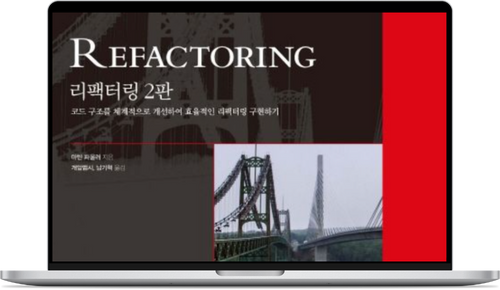 REFACTORING
리팩터링 2판
코드 구조를 체계적으로 개선하여 효율적인 리팩터링 구현하기
마틴 파울러 지음
개앞맵시, 남기혁 옮김